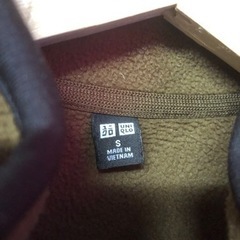 ユニ UNI
クロ QLO
S
MADE IN
VIETNAM